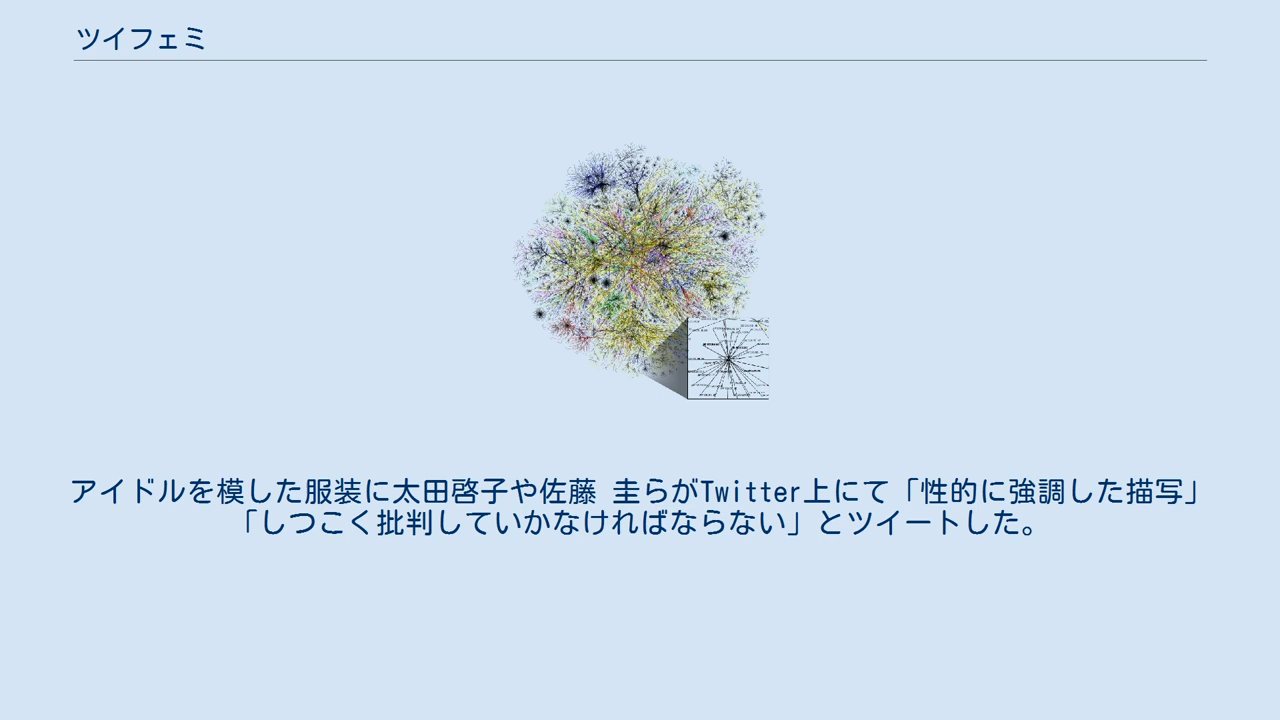 ツイフェミ
アイドルを模した服装に太田啓子や佐藤 圭らがTwitter上にて「性的に強調した描写」
「しつこく批判していかなければならない」とツイートした。